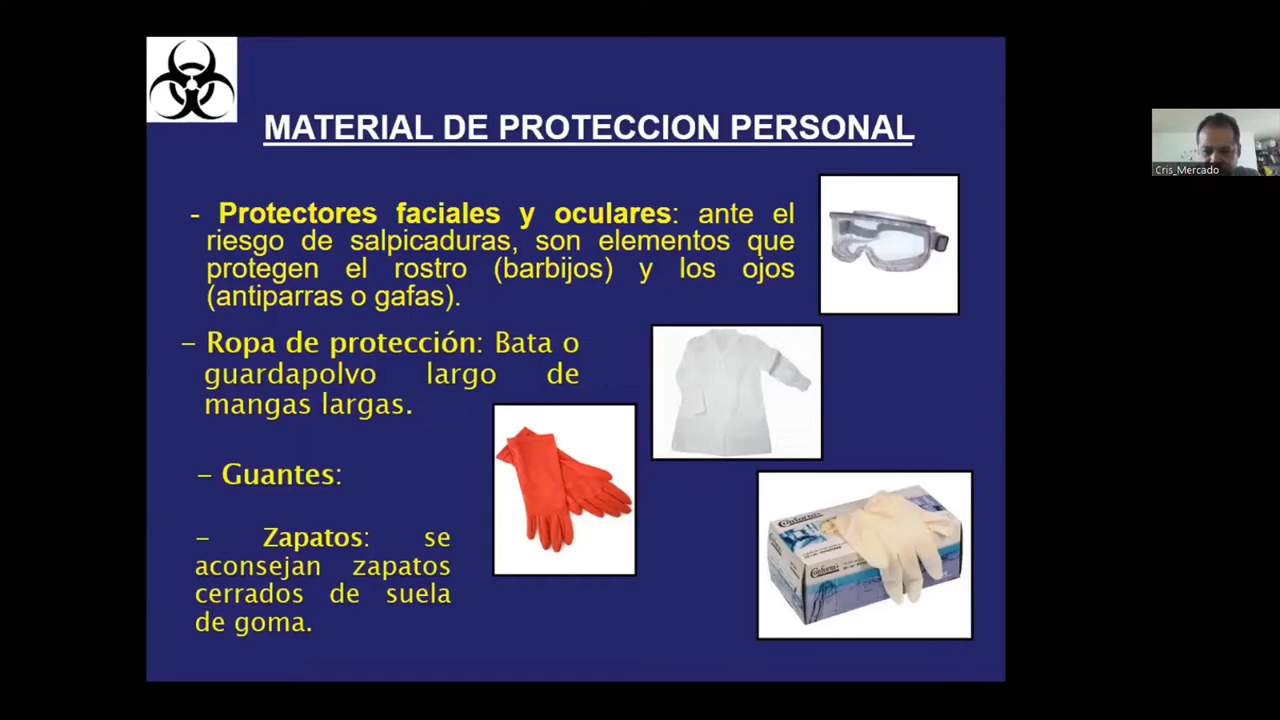 MATERIAL DE PROTECCION PERSONAL
- Protectores faciales y oculares: ante el
riesgo de salpicaduras, son elementos que
protegen el rostro (barbijos) y los ojos
(antiparras o gafas).
– Ropa de protección: Bata o
guardapolvo largo de
mangas largas.
– Guantes:
– Zapatos: se
aconsejan zapatos
cerrados de suela
de goma.
Cris_Mercado
Conform
Conform